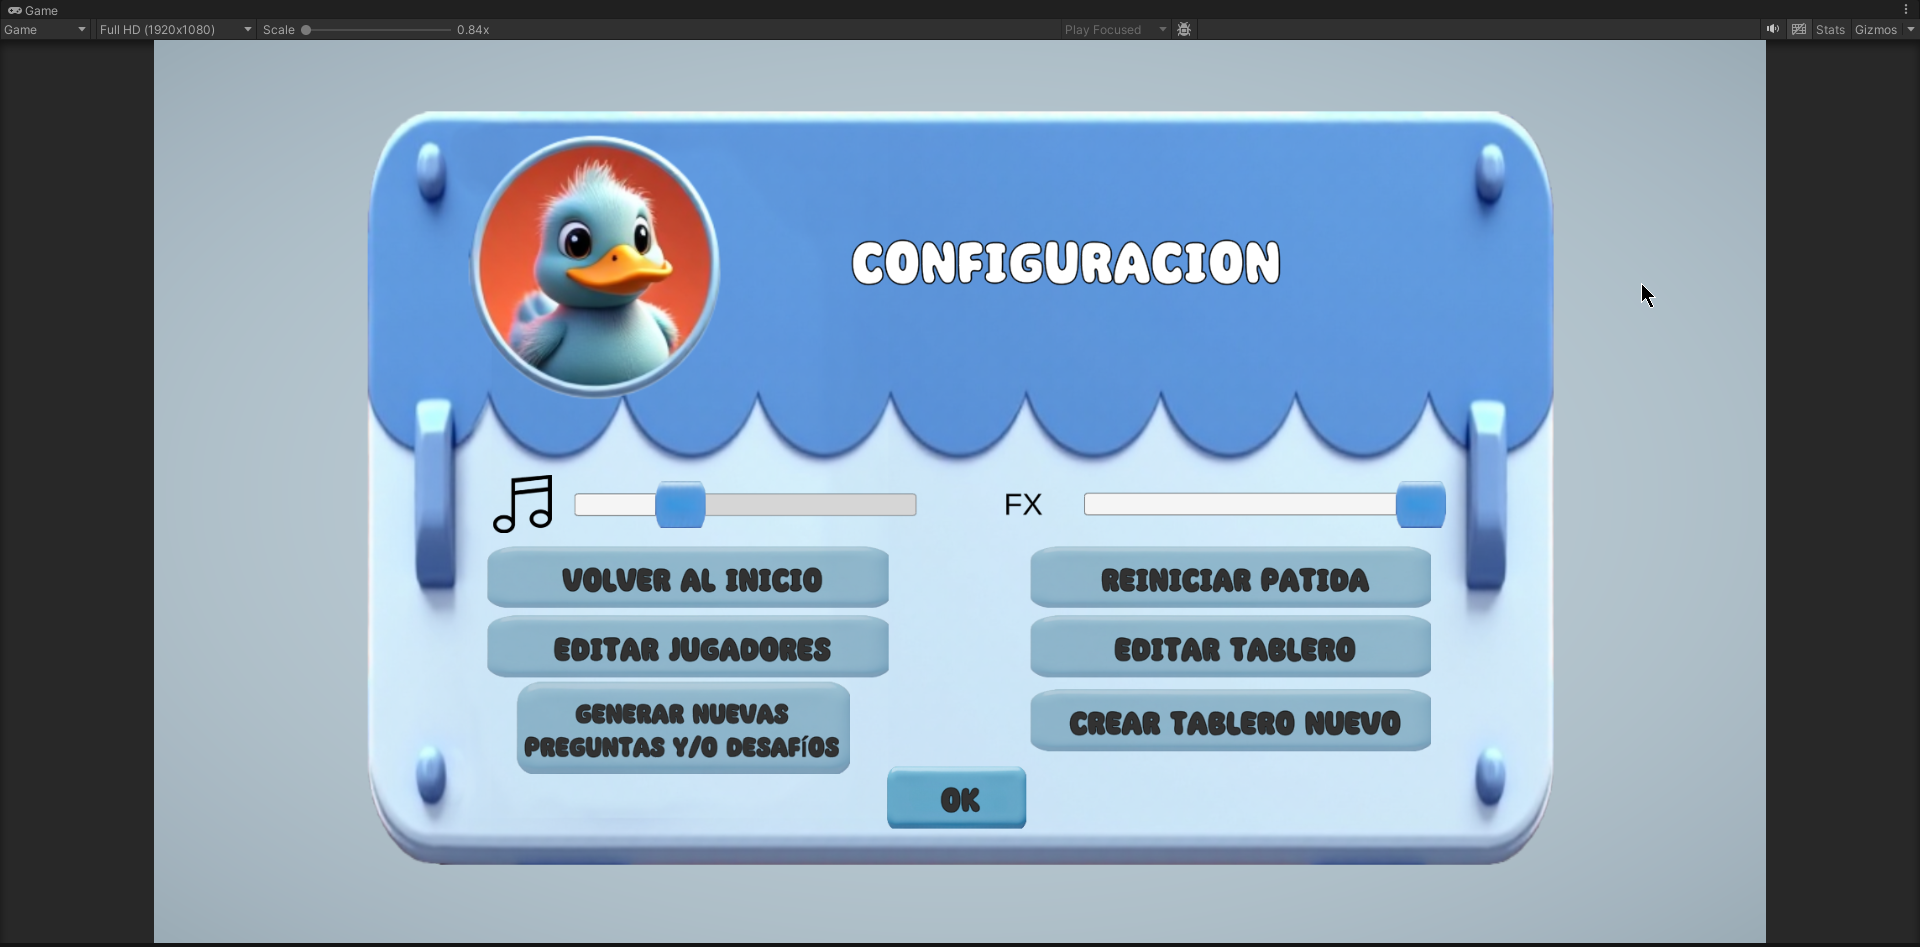 Game
Game
Full HD (1920x1080)
Scale
0.84x
Play Focused
Stats
Gizmos
CONFIGURACION
FX
VOLVER AL INICIO
REINICIAR PATIDA
EDITAR JUGADORES
EDITAR TABLERO
GENERAR NUEVAS
PREGUNTAS Y/O DESAFÍOS
CREAR TABLERO NUEVO
OK